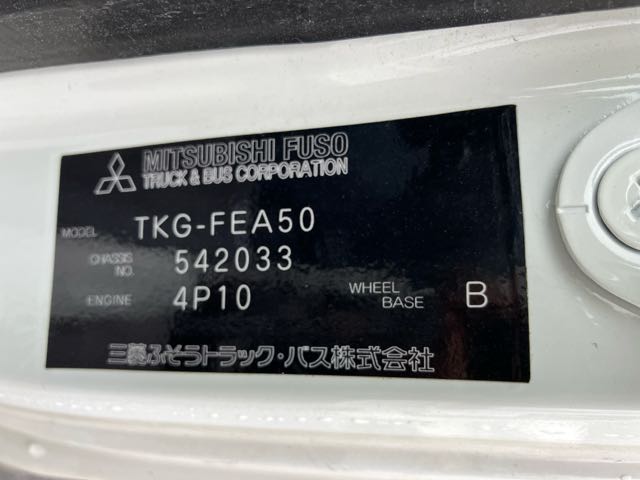 MITSUBISHI FUSO
TRUCK & BUS CORPORATION
MODEL TKG-FEA50
CHASSIS NO. 542033
ENGINE 4P10 WHEEL BASE B
三菱ふそうトラック・バス株式会社